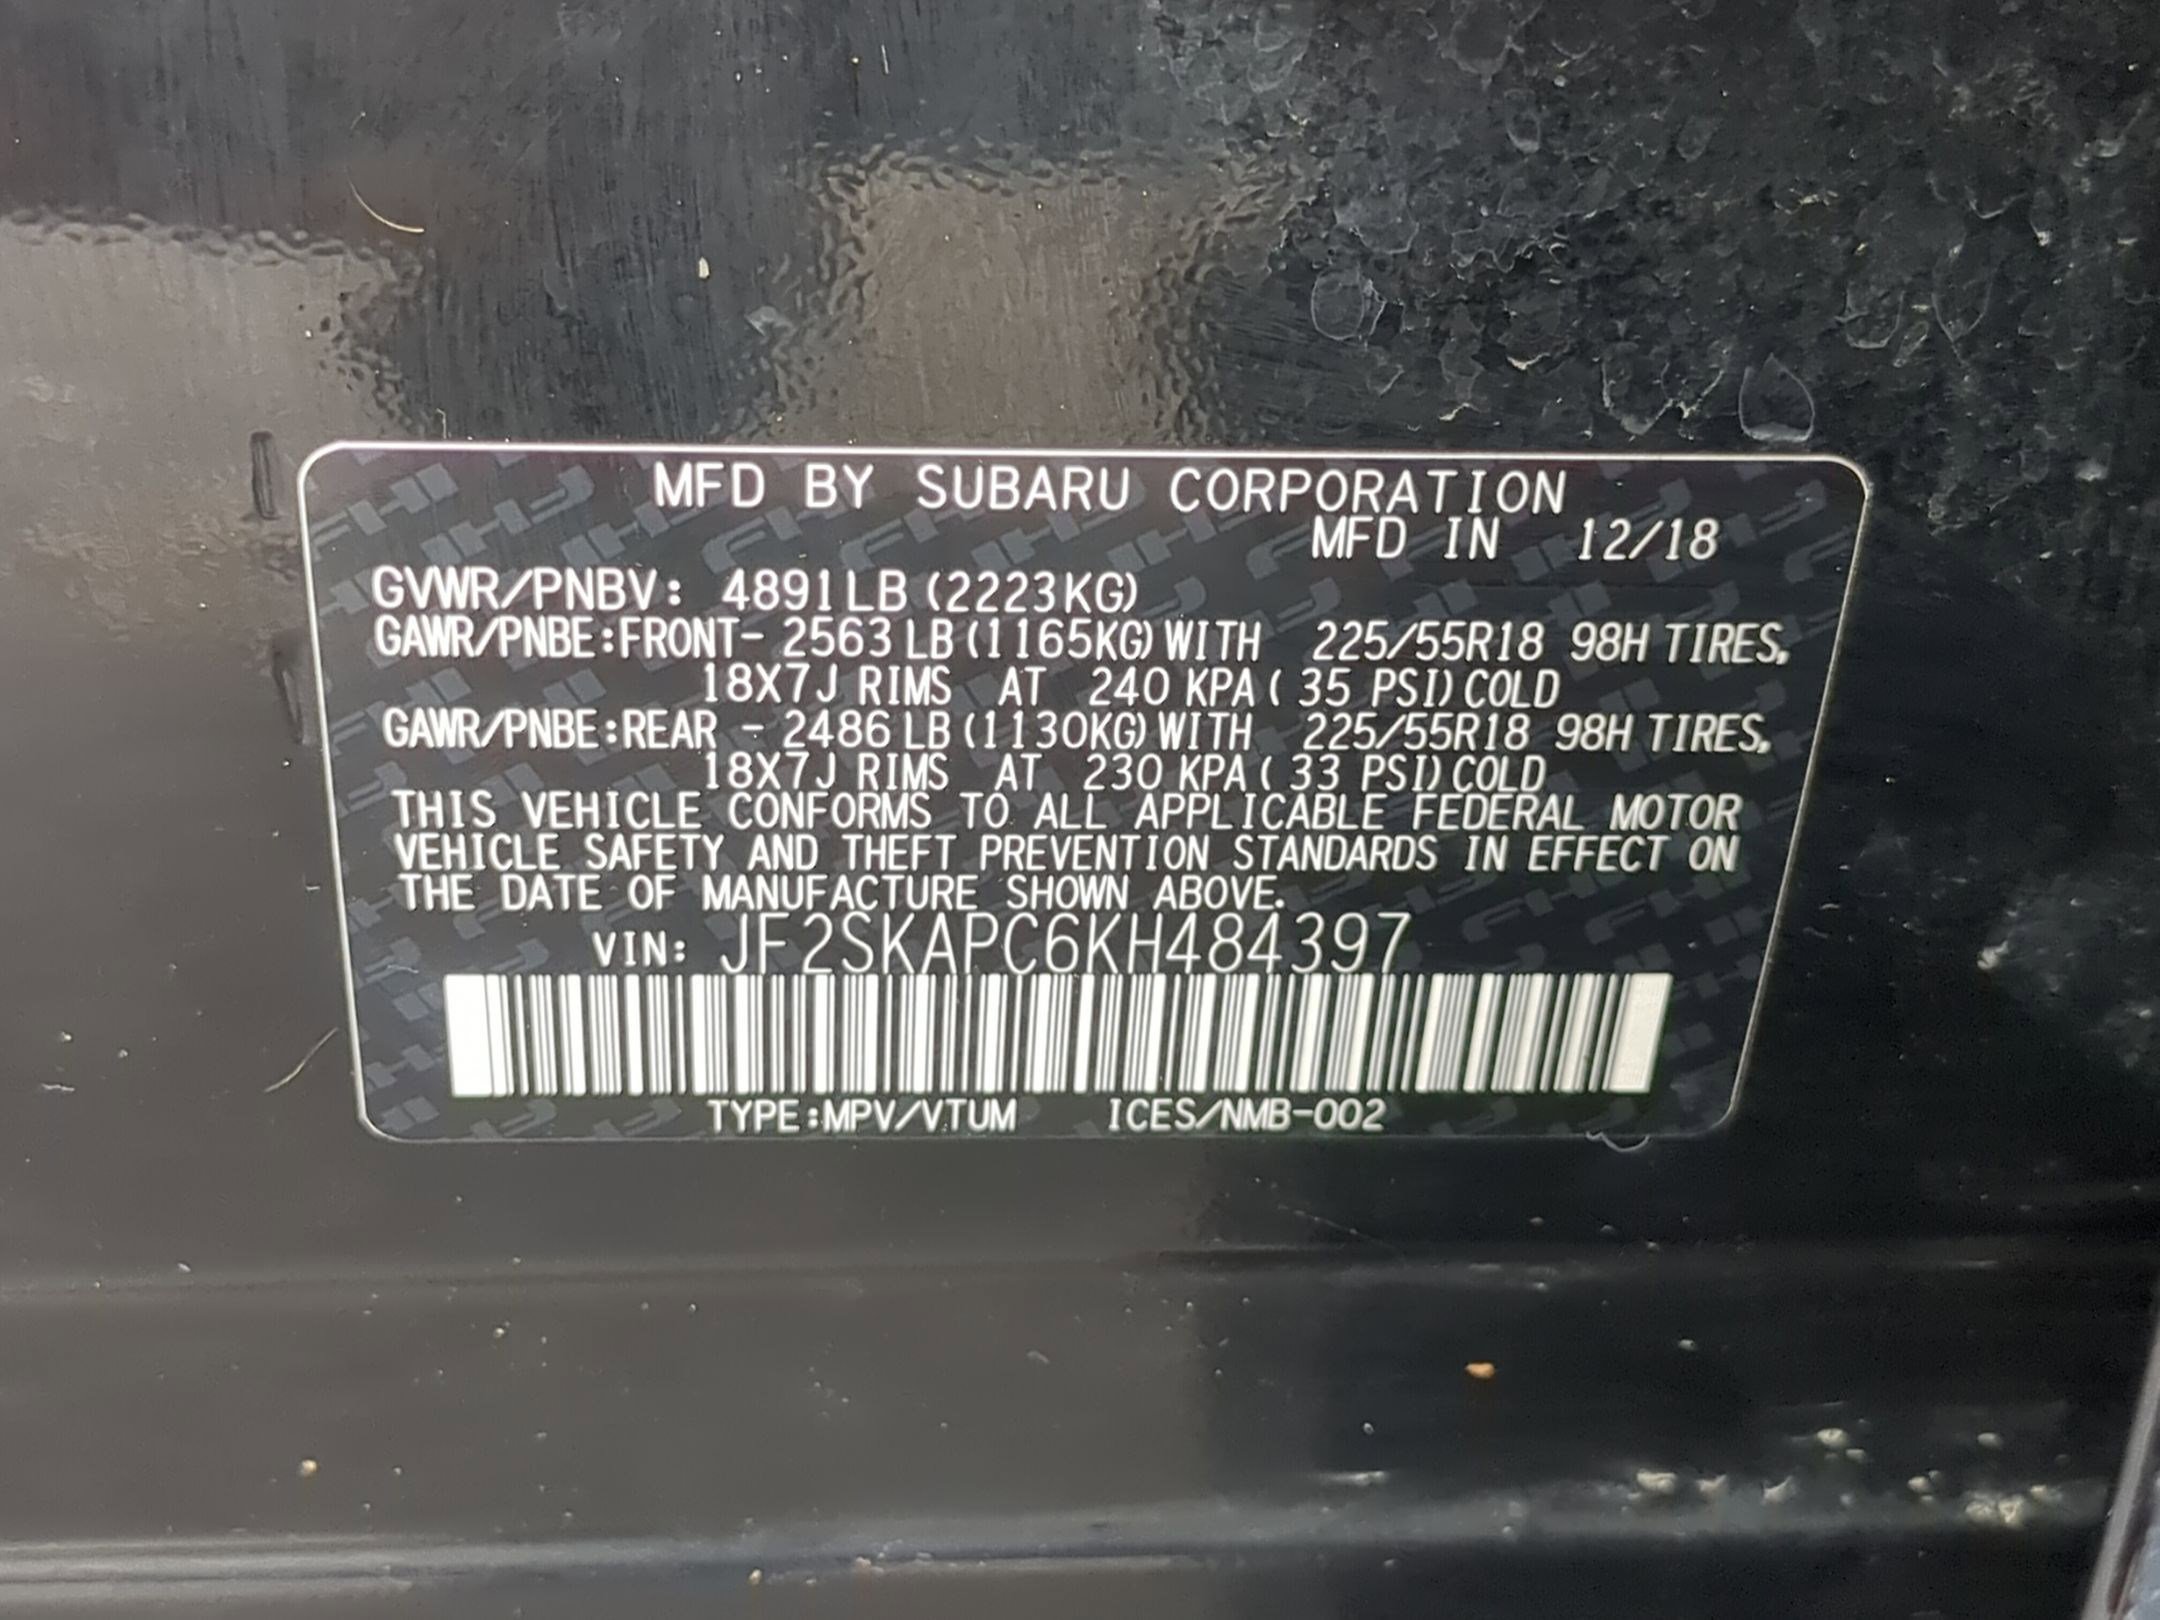 MFD BY SUBARU CORPORATION
MFD IN 12/18
GVWR/PNBV: 4891LB (2223KG)
GAWR/PNBE:FRONT- 2563 LB (1165KG) WITH 225/55R18 98H TIRES,
18X7J RIMS AT 240 KPA ( 35 PSI) COLD
GAWR/PNBE:REAR - 2486 LB (1130KG) WITH 225/55R18 98H TIRES,
18X7J RIMS AT 230 KPA ( 33 PSI) COLD
THIS VEHICLE CONFORMS TO ALL APPLICABLE FEDERAL MOTOR
VEHICLE SAFETY AND THEFT PREVENTION STANDARDS IN EFFECT ON
THE DATE OF MANUFACTURE SHOWN ABOVE.
VIN: JF2SKAPC6KH484397
TYPE:MPV/VTUM ICES/NMB-002